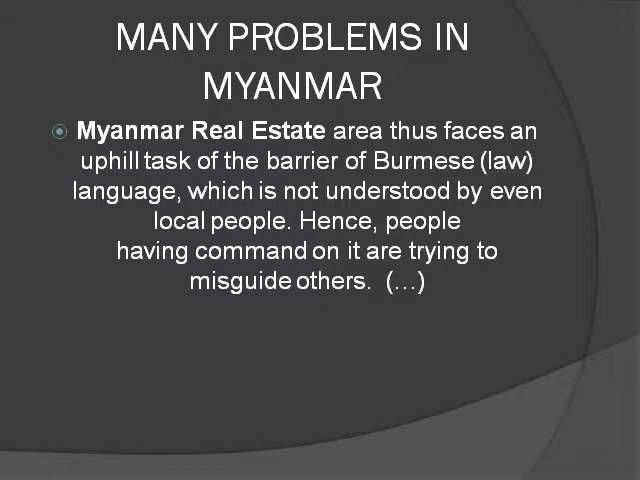 MANY PROBLEMS IN
MYANMAR
Myanmar Real Estate area thus faces an
uphill task of the barrier of Burmese (law)
language, which is not understood by even
local people. Hence, people
having command on it are trying to
misguide others.  (…)